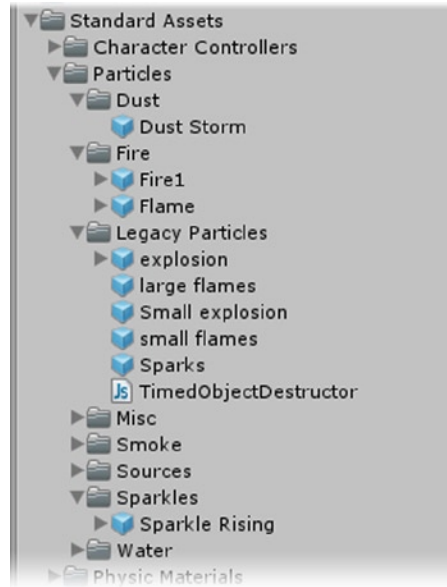 Standard Assets
Character Controllers
Particles
Dust
Dust Storm
Fire
Fire1
Flame
Legacy Particles
explosion
large flames
Small explosion
small flames
Sparks
Js TimedObjectDestructor
Misc
Smoke
Sources
Sparkles
Sparkle Rising
Water
Physic Materials